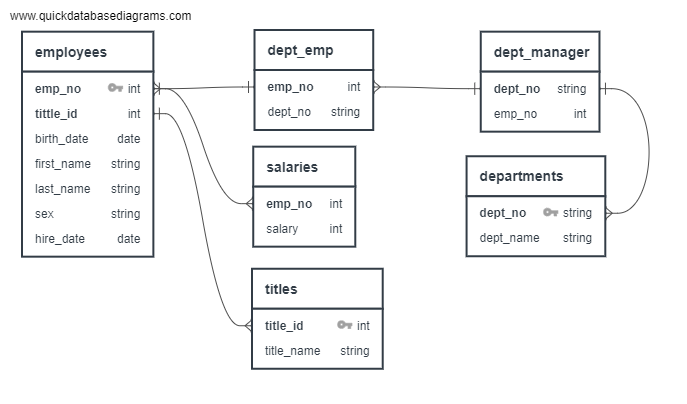 www.quickdatabasediagrams.com
employees
emp_no int
tittle_id int
birth_date date
first_name string
last_name string
sex string
hire_date date
dept_emp
emp_no int
dept_no string
dept_manager
dept_no string
emp_no int
salaries
emp_no int
salary int
departments
dept_no string
dept_name string
titles
title_id int
title_name string